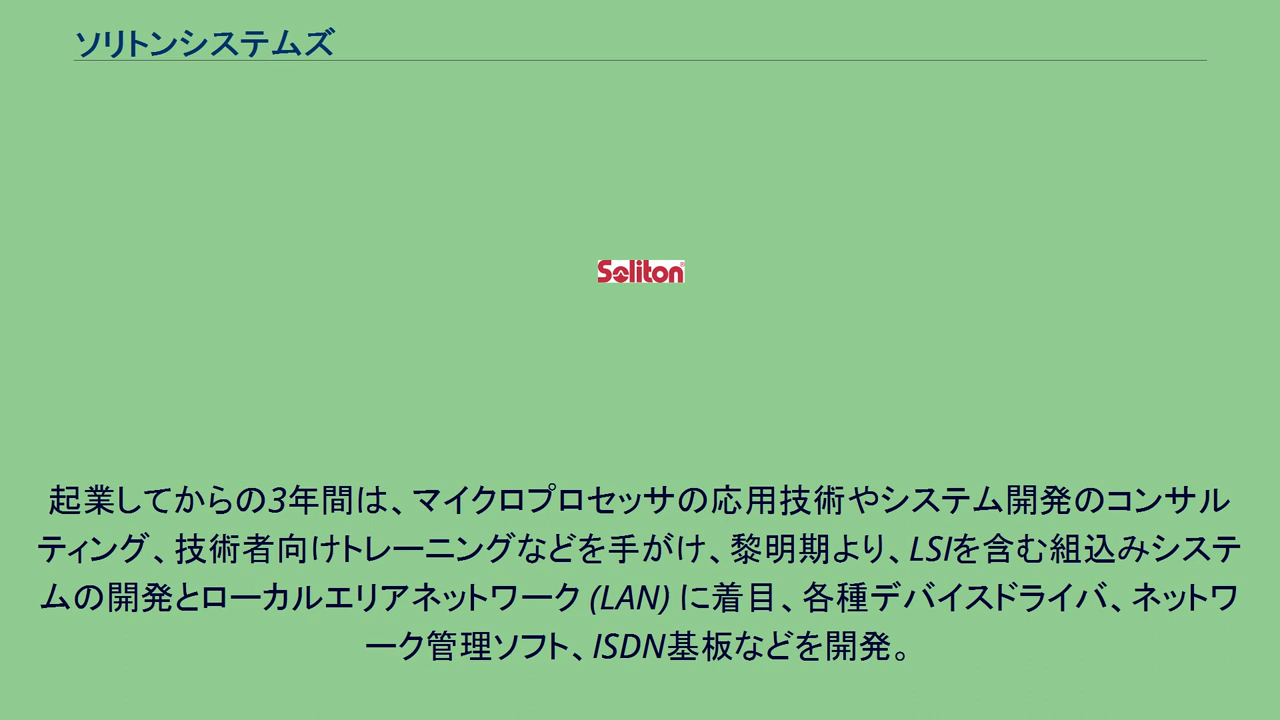 ソリトンシステムズ
Soliton®
起業してからの3年間は、マイクロプロセッサの応用技術やシステム開発のコンサル
ティング、技術者向けトレーニングなどを手がけ、黎明期より、LSIを含む組込みシステ
ムの開発とローカルエリアネットワーク (LAN) に着目、各種デバイスドライバ、ネットワ
ーク管理ソフト、ISDN基板などを開発。